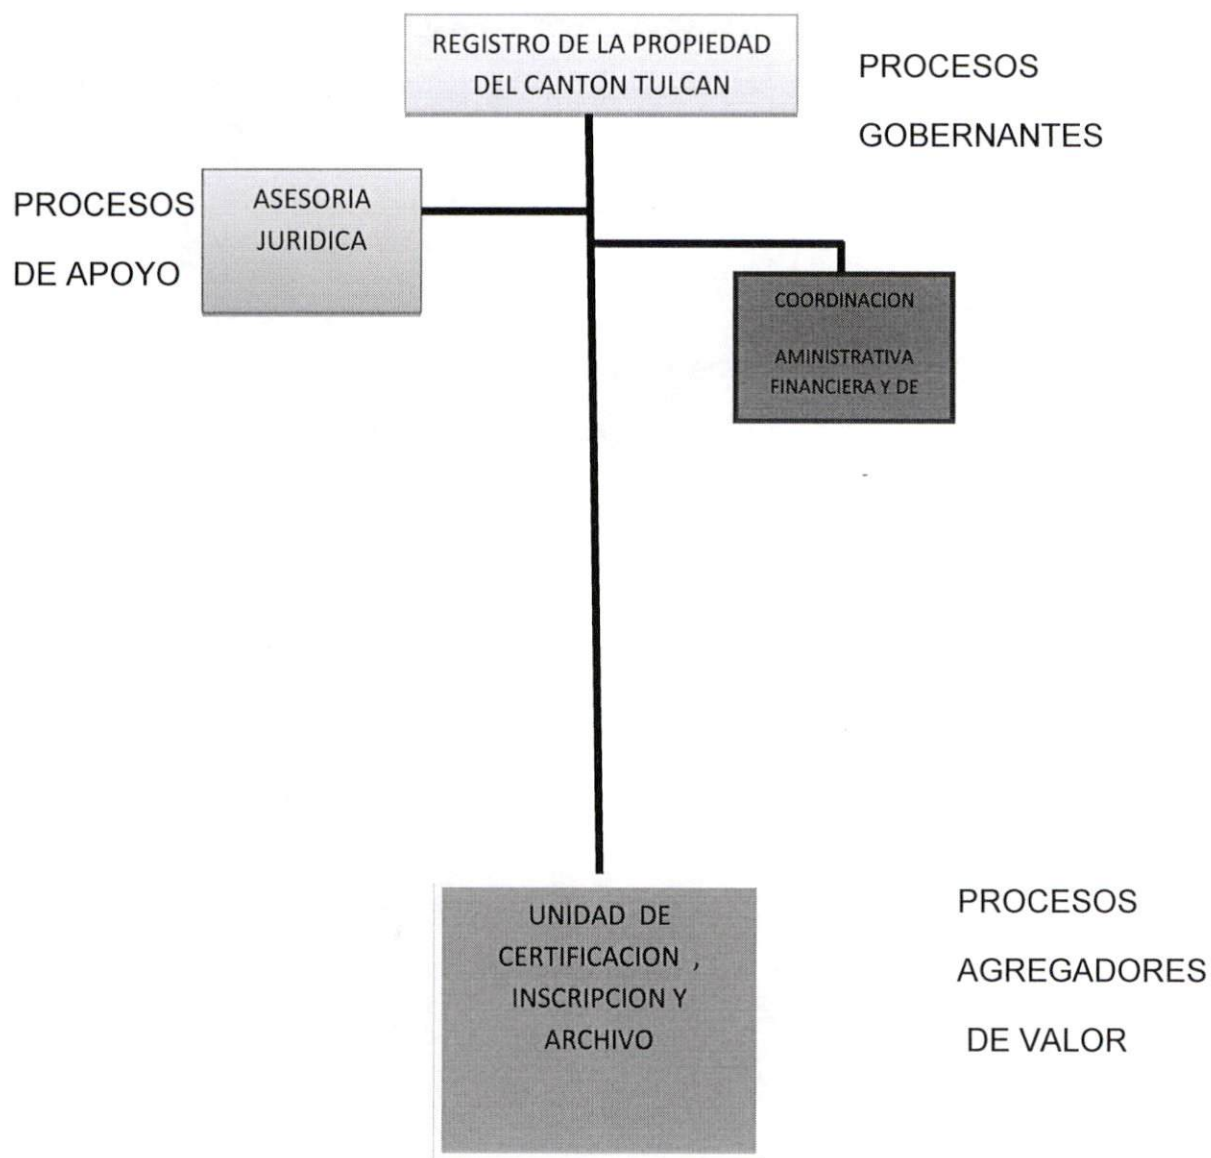 REGISTRO DE LA PROPIEDAD
DEL CANTON TULCAN
PROCESOS
GOBERNANTES
PROCESOS
DE APOYO
ASESORIA
JURIDICA
COORDINACION
AMINISTRATIVA
FINANCIERA Y DE
UNIDAD DE
CERTIFICACION ,
INSCRIPCION Y
ARCHIVO
PROCESOS
AGREGADORES
DE VALOR